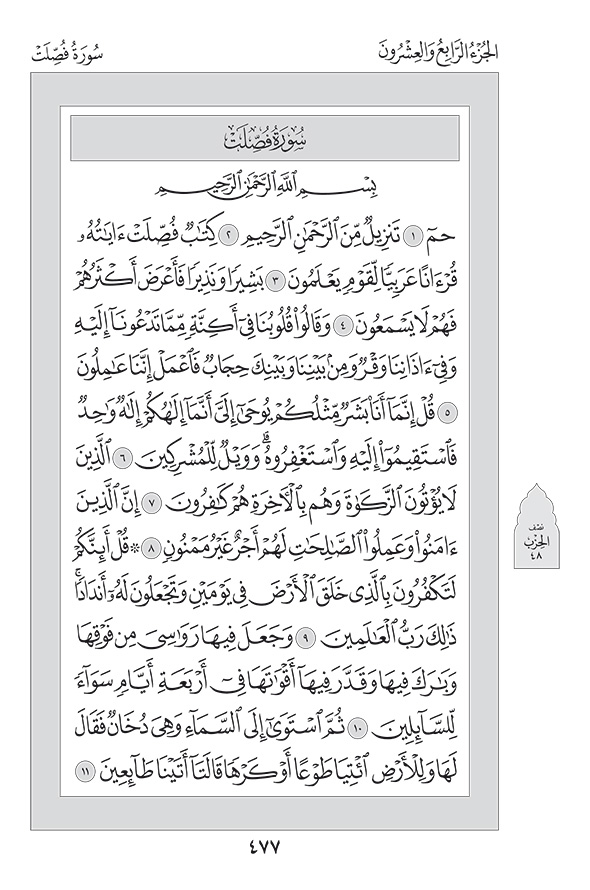 الجُزْءُ الرَّابِعُ وَالعِشْرُونَ
سُورَةُ فُصِّلَتْ
سُورَةُ فُصِّلَتْ
بِسْمِ ٱللَّهِ ٱلرَّحْمَٰنِ ٱلرَّحِيمِ
حمٓ ١ تَنزِيلٌ مِّنَ ٱلرَّحْمَٰنِ ٱلرَّحِيمِ ٢ كِتَٰبٌ فُصِّلَتْ ءَايَٰتُهُۥ
قُرْءَانًا عَرَبِيًّا لِّقَوْمٍ يَعْلَمُونَ ٣ بَشِيرًا وَنَذِيرًا فَأَعْرَضَ أَكْثَرُهُمْ
فَهُمْ لَا يَسْمَعُونَ ٤ وَقَالُوا۟ قُلُوبُنَا فِىٓ أَكِنَّةٍ مِّمَّا تَدْعُونَآ إِلَيْهِ
وَفِىٓ ءَاذَانِنَا وَقْرٌ وَمِنۢ بَيْنِنَا وَبَيْنِكَ حِجَابٌ فَٱعْمَلْ إِنَّنَا عَٰمِلُونَ
٥ قُلْ إِنَّمَآ أَنَا۠ بَشَرٌ مِّثْلُكُمْ يُوحَىٰٓ إِلَىَّ أَنَّمَآ إِلَٰهُكُمْ إِلَٰهٌ وَٰحِدٌ
فَٱسْتَقِيمُوٓا۟ إِلَيْهِ وَٱسْتَغْفِرُوهُ ۗ وَوَيْلٌ لِّلْمُشْرِكِينَ ٦ ٱلَّذِينَ
لَا يُؤْتُونَ ٱلزَّكَوٰةَ وَهُم بِٱلْءَاخِرَةِ هُمْ كَٰفِرُونَ ٧ إِنَّ ٱلَّذِينَ
ءَامَنُوا۟ وَعَمِلُوا۟ ٱلصَّٰلِحَٰتِ لَهُمْ أَجْرٌ غَيْرُ مَمْنُونٍ ٨ ۞ قُلْ أَئِنَّكُمْ
لَتَكْفُرُونَ بِٱلَّذِى خَلَقَ ٱلْأَرْضَ فِى يَوْمَيْنِ وَتَجْعَلُونَ لَهُۥٓ أَندَادًا ۚ
ذَٰلِكَ رَبُّ ٱلْعَٰلَمِينَ ٩ وَجَعَلَ فِيهَا رَوَٰسِىَ مِن فَوْقِهَا
وَبَٰرَكَ فِيهَا وَقَدَّرَ فِيهَآ أَقْوَٰتَهَا فِىٓ أَرْبَعَةِ أَيَّامٍ سَوَآءً
لِّلسَّآئِلِينَ ١٠ ثُمَّ ٱسْتَوَىٰٓ إِلَى ٱلسَّمَآءِ وَهِىَ دُخَانٌ فَقَالَ
لَهَا وَلِلْأَرْضِ ٱئْتِيَا طَوْعًا أَوْ كَرْهًا قَالَتَآ أَتَيْنَا طَآئِعِينَ ١١
نصف
الحزب
٤٨
٤٧٧